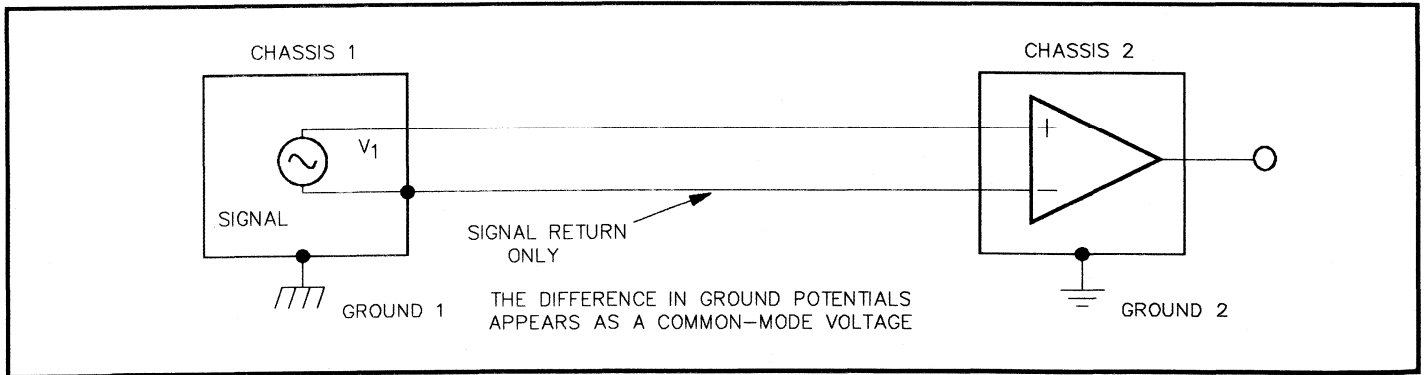 CHASSIS 1
CHASSIS 2
V1
+
−
SIGNAL
SIGNAL RETURN
ONLY
GROUND 1
THE DIFFERENCE IN GROUND POTENTIALS
APPEARS AS A COMMON–MODE VOLTAGE
GROUND 2